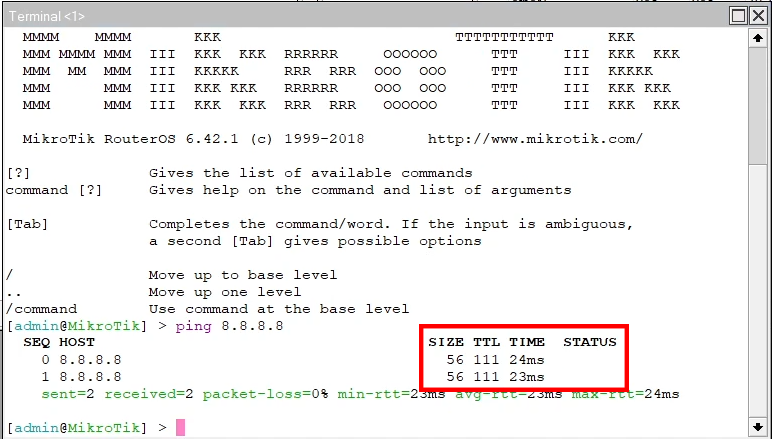 Terminal <1>
MMMM    MMMM       KKK                          TTTTTTTTTTT      KKK
MMM MMMM MMM  III  KKK  KKK  RRRRRR     OOOOOO      TTT     III  KKK  KKK
MMM  MM  MMM  III  KKKKK     RRR  RRR  OOO  OOO     TTT     III  KKKKK
MMM      MMM  III  KKK KKK   RRRRRR    OOO  OOO     TTT     III  KKK KKK
MMM      MMM  III  KKK  KKK  RRR  RRR   OOOOOO      TTT     III  KKK  KKK
MikroTik RouterOS 6.42.1 (c) 1999-2018       http://www.mikrotik.com/
[?]             Gives the list of available commands
command [?]     Gives help on the command and list of arguments
[Tab]           Completes the command/word. If the input is ambiguous,
a second [Tab] gives possible options
/               Move up to base level
..              Move up one level
/command        Use command at the base level
[admin@MikroTik] > ping 8.8.8.8
SEQ HOST                                     SIZE TTL TIME  STATUS
0 8.8.8.8                                    56 111 24ms
1 8.8.8.8                                    56 111 23ms
sent=2 received=2 packet-loss=0% min-rtt=23ms avg-rtt=23ms max-rtt=24ms
[admin@MikroTik] >